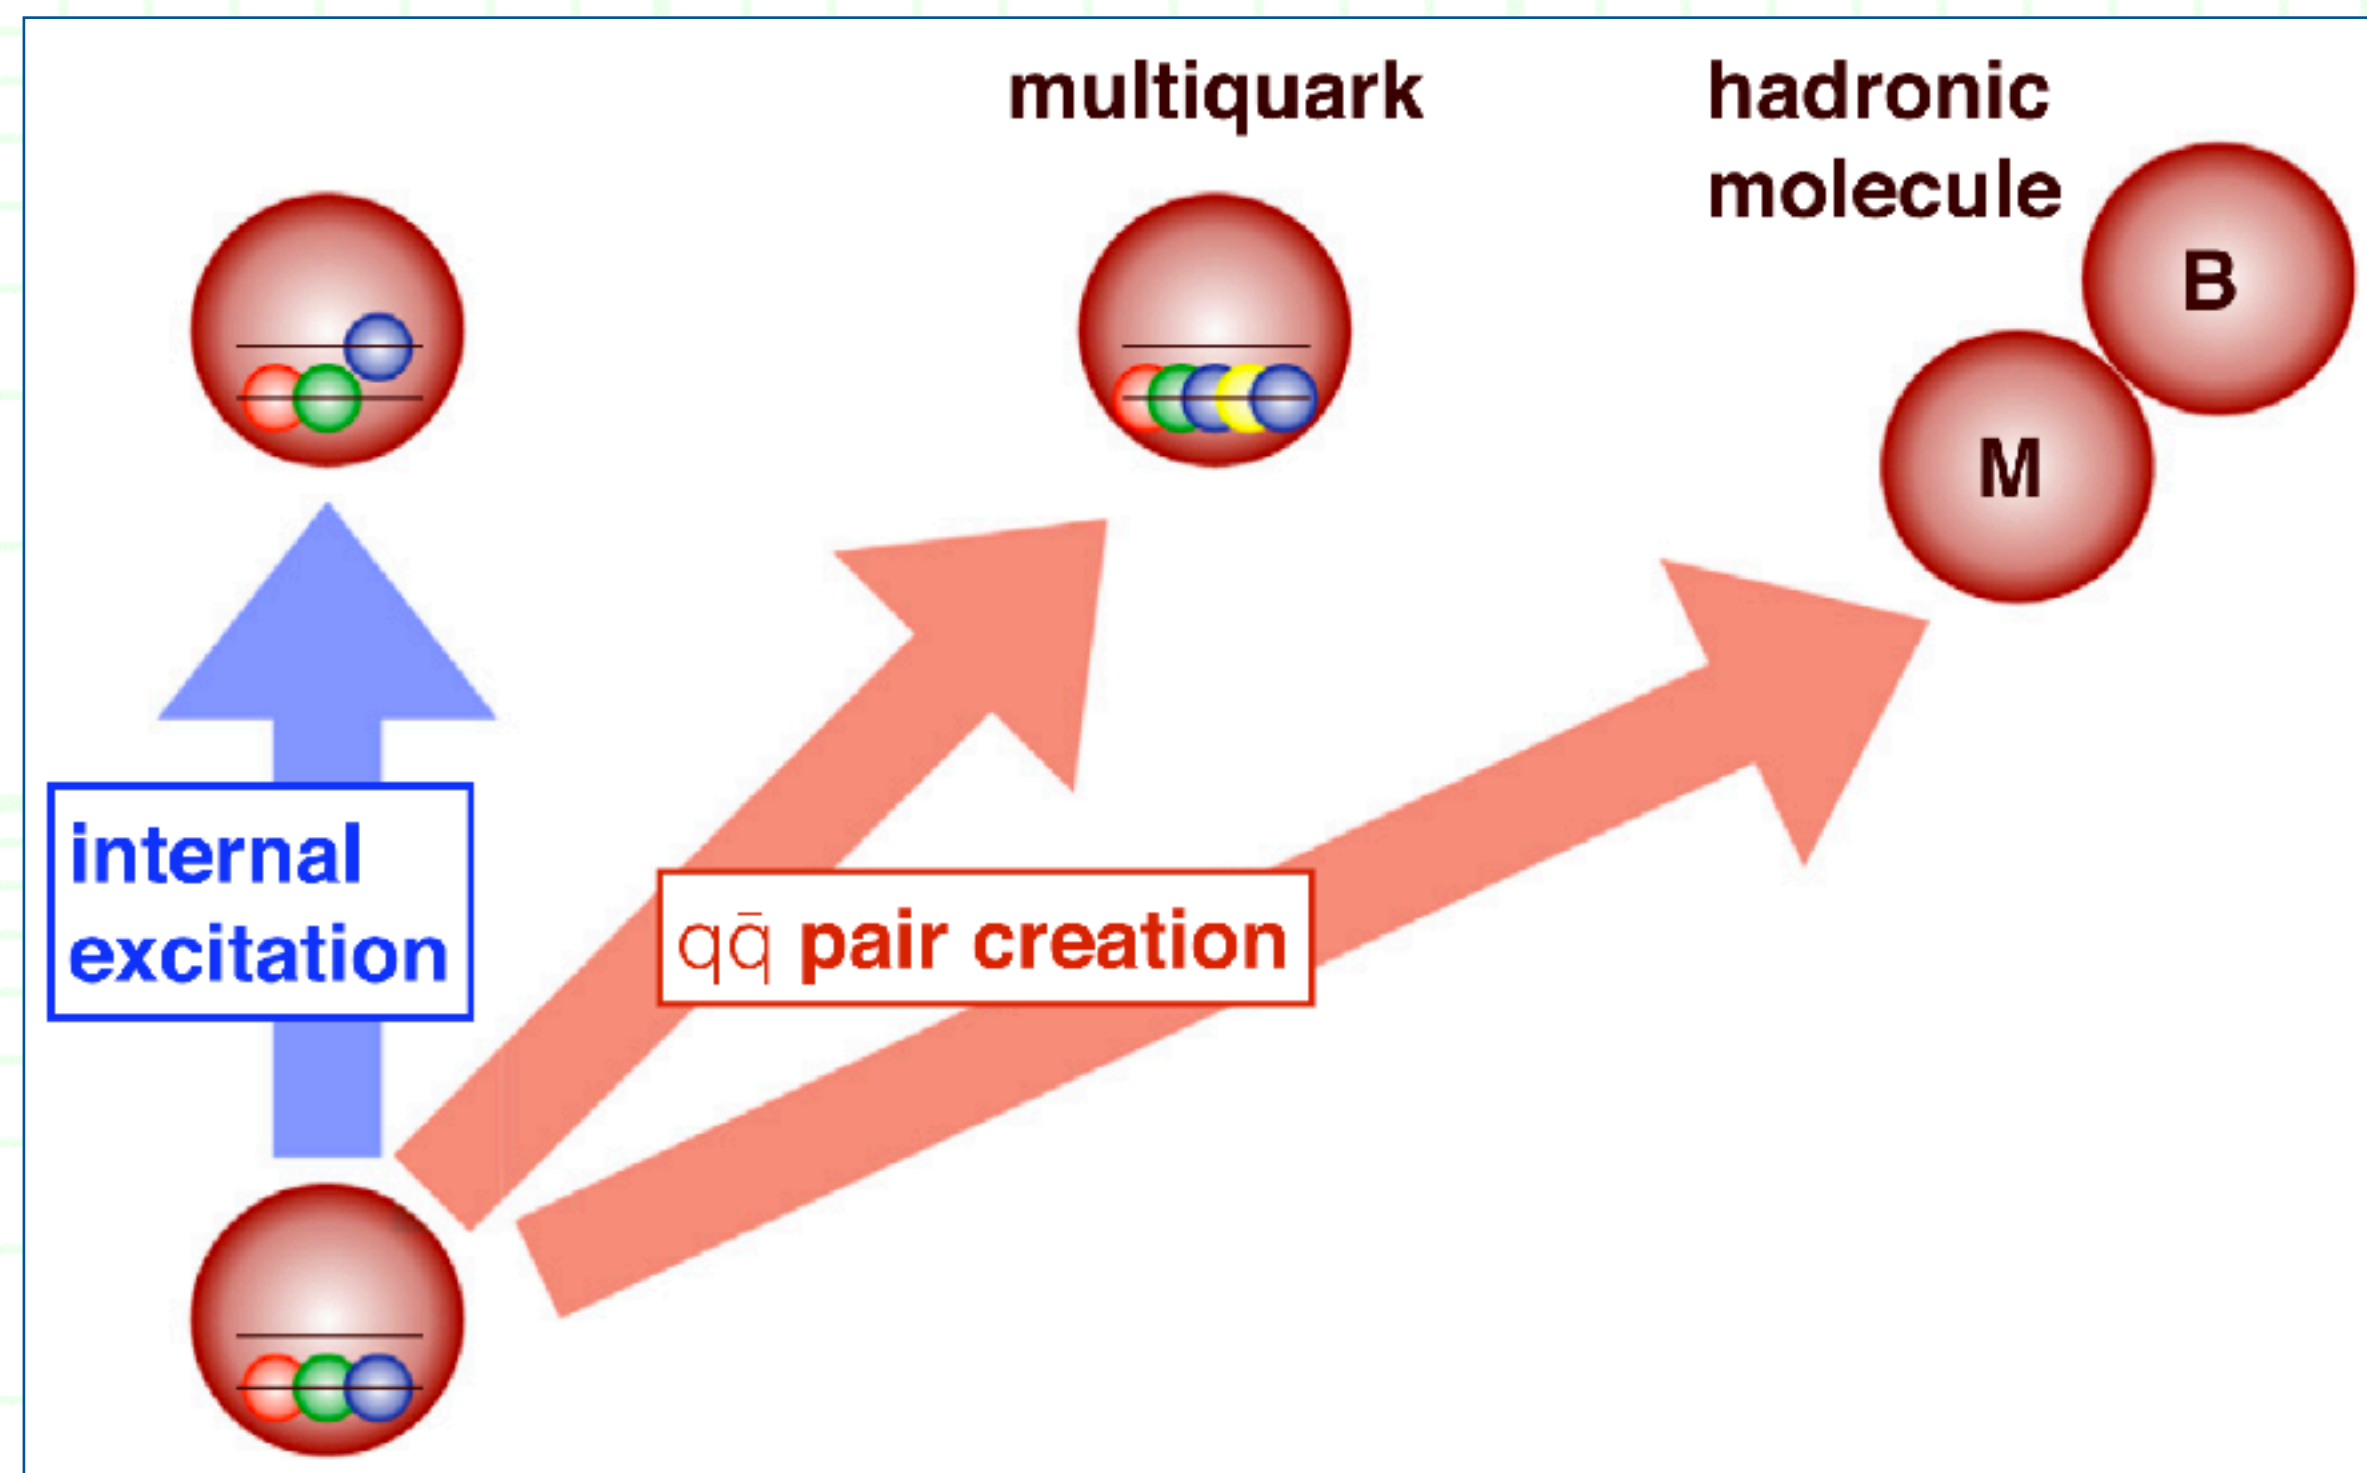 multiquark
hadronic
molecule
B
M
internal
excitation
qq̄ pair creation